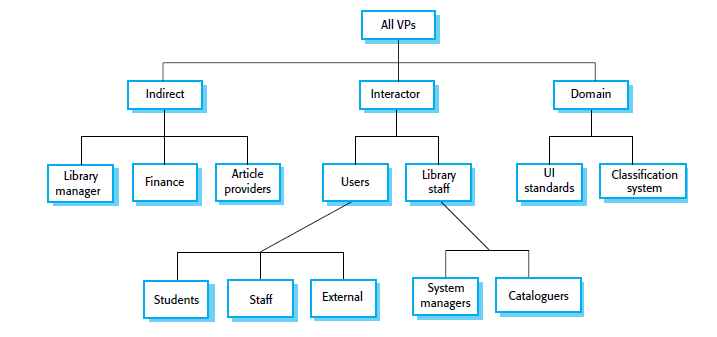 All VPs
Indirect
Interactor
Domain
Library
manager
Finance
Article
providers
Users
Library
staff
UI
standards
Classification
system
Students
Staff
External
System
managers
Cataloguers